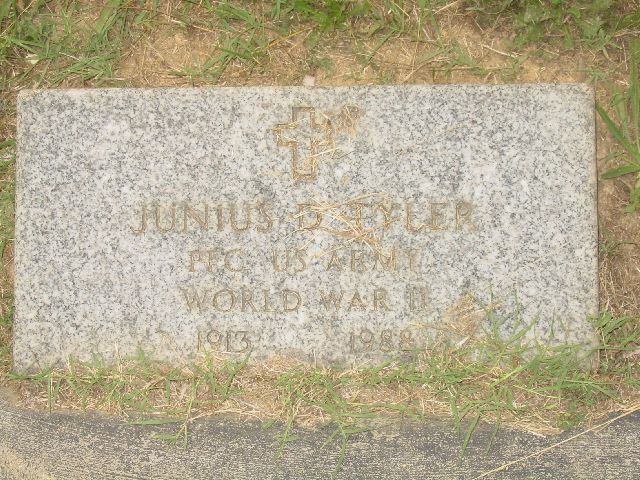 JUNIUS D TYLER
PFC US ARMY
WORLD WAR II
1913 1988